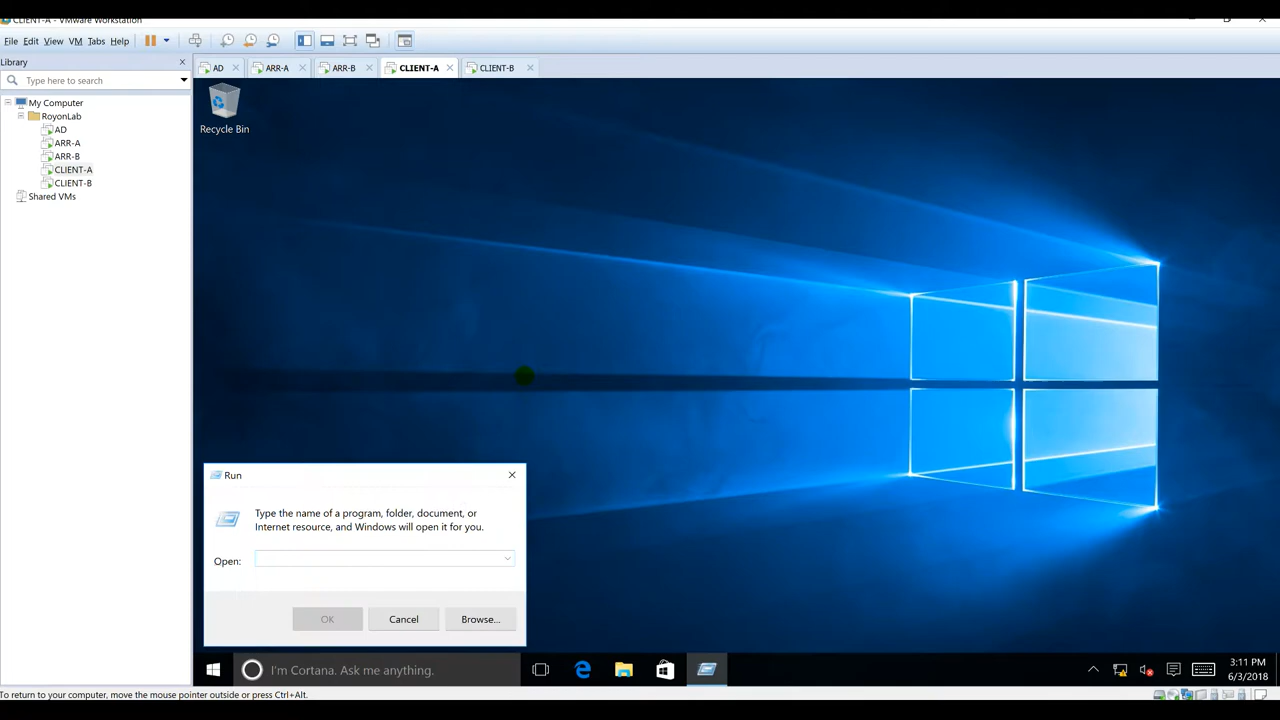 CLIENT-A - VMware Workstation
File Edit View VM Tabs Help
Library
Type here to search
My Computer
RoyonLab
AD
ARR-A
ARR-B
CLIENT-A
CLIENT-B
Shared VMs
AD ARR-A ARR-B CLIENT-A CLIENT-B
Recycle Bin
Run
Type the name of a program, folder, document, or
Internet resource, and Windows will open it for you.
Open:
OK Cancel Browse...
I'm Cortana. Ask me anything.
3:11 PM
6/3/2018
To return to your computer, move the mouse pointer outside or press Ctrl+Alt.